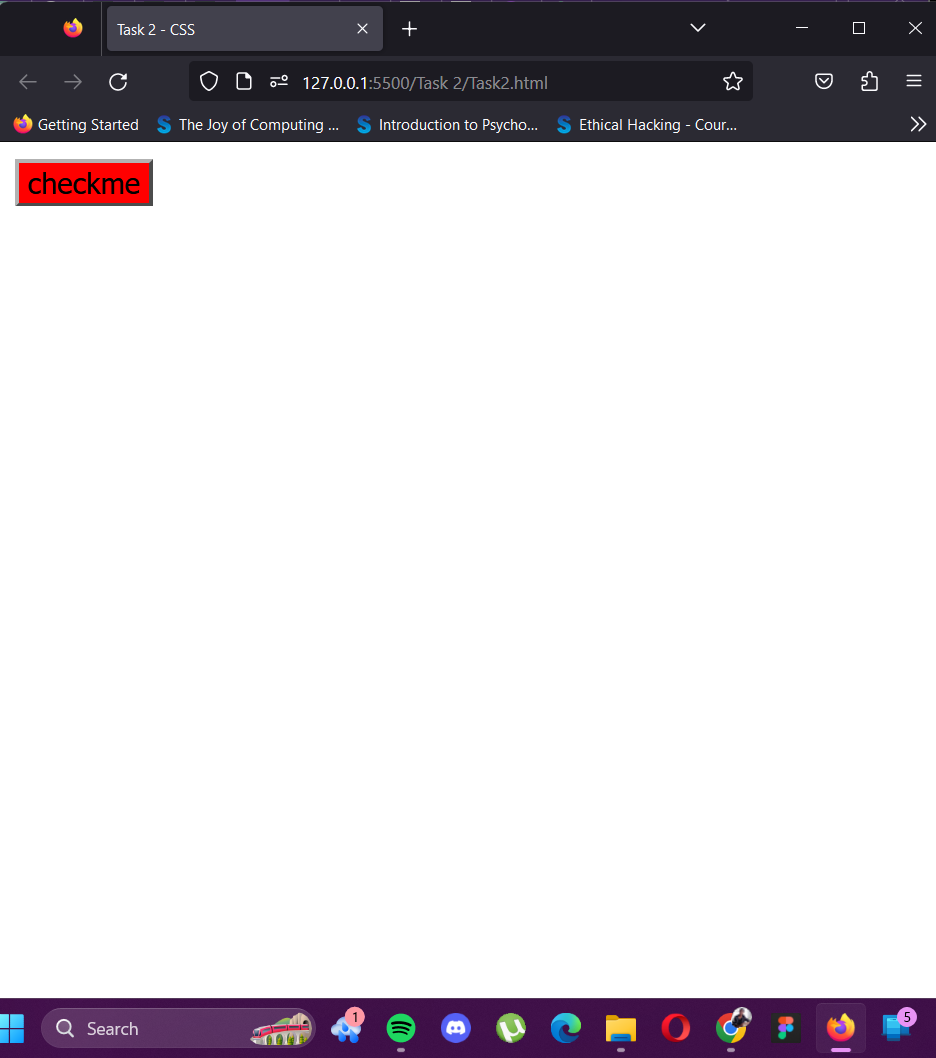 Task 2 - CSS
127.0.0.1:5500/Task 2/Task2.html
Getting Started
The Joy of Computing ...
Introduction to Psycho...
Ethical Hacking - Cour...
checkme
Search
1
5